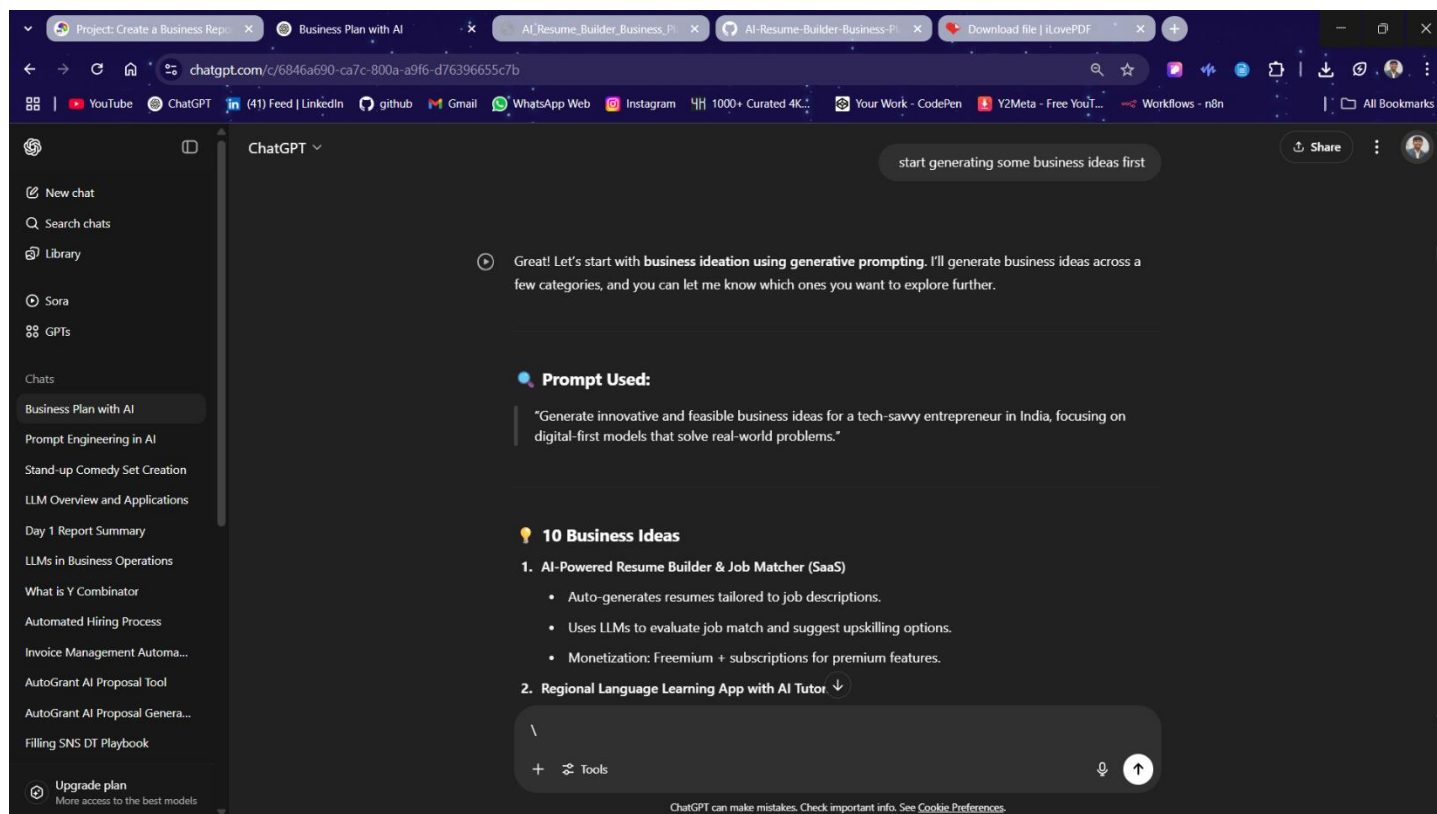 Project: Create a Business Repo
Business Plan with AI
AI_Resume_Builder_Business_Pl
AI-Resume-Builder-Business-Pl
Download file | iLovePDF
chatgpt.com/c/6846a690-ca7c-800a-a9f6-d76396655c7b
YouTube
ChatGPT
(41) Feed | LinkedIn
github
Gmail
WhatsApp Web
Instagram
1000+ Curated 4K...
Your Work - CodePen
Y2Meta - Free YouT...
Workflows - n8n
All Bookmarks
ChatGPT
Share
start generating some business ideas first
New chat
Search chats
Library
Sora
GPTs
Chats
Business Plan with AI
Prompt Engineering in AI
Stand-up Comedy Set Creation
LLM Overview and Applications
Day 1 Report Summary
LLMs in Business Operations
What is Y Combinator
Automated Hiring Process
Invoice Management Automa...
AutoGrant AI Proposal Tool
AutoGrant AI Proposal Genera...
Filling SNS DT Playbook
Upgrade plan
More access to the best models
Great! Let's start with business ideation using generative prompting. I'll generate business ideas across a
few categories, and you can let me know which ones you want to explore further.
🔍 Prompt Used:
"Generate innovative and feasible business ideas for a tech-savvy entrepreneur in India, focusing on
digital-first models that solve real-world problems."
💡 10 Business Ideas
1. AI-Powered Resume Builder & Job Matcher (SaaS)
• Auto-generates resumes tailored to job descriptions.
• Uses LLMs to evaluate job match and suggest upskilling options.
• Monetization: Freemium + subscriptions for premium features.
2. Regional Language Learning App with AI Tutor
\
Tools
ChatGPT can make mistakes. Check important info. See Cookie Preferences.